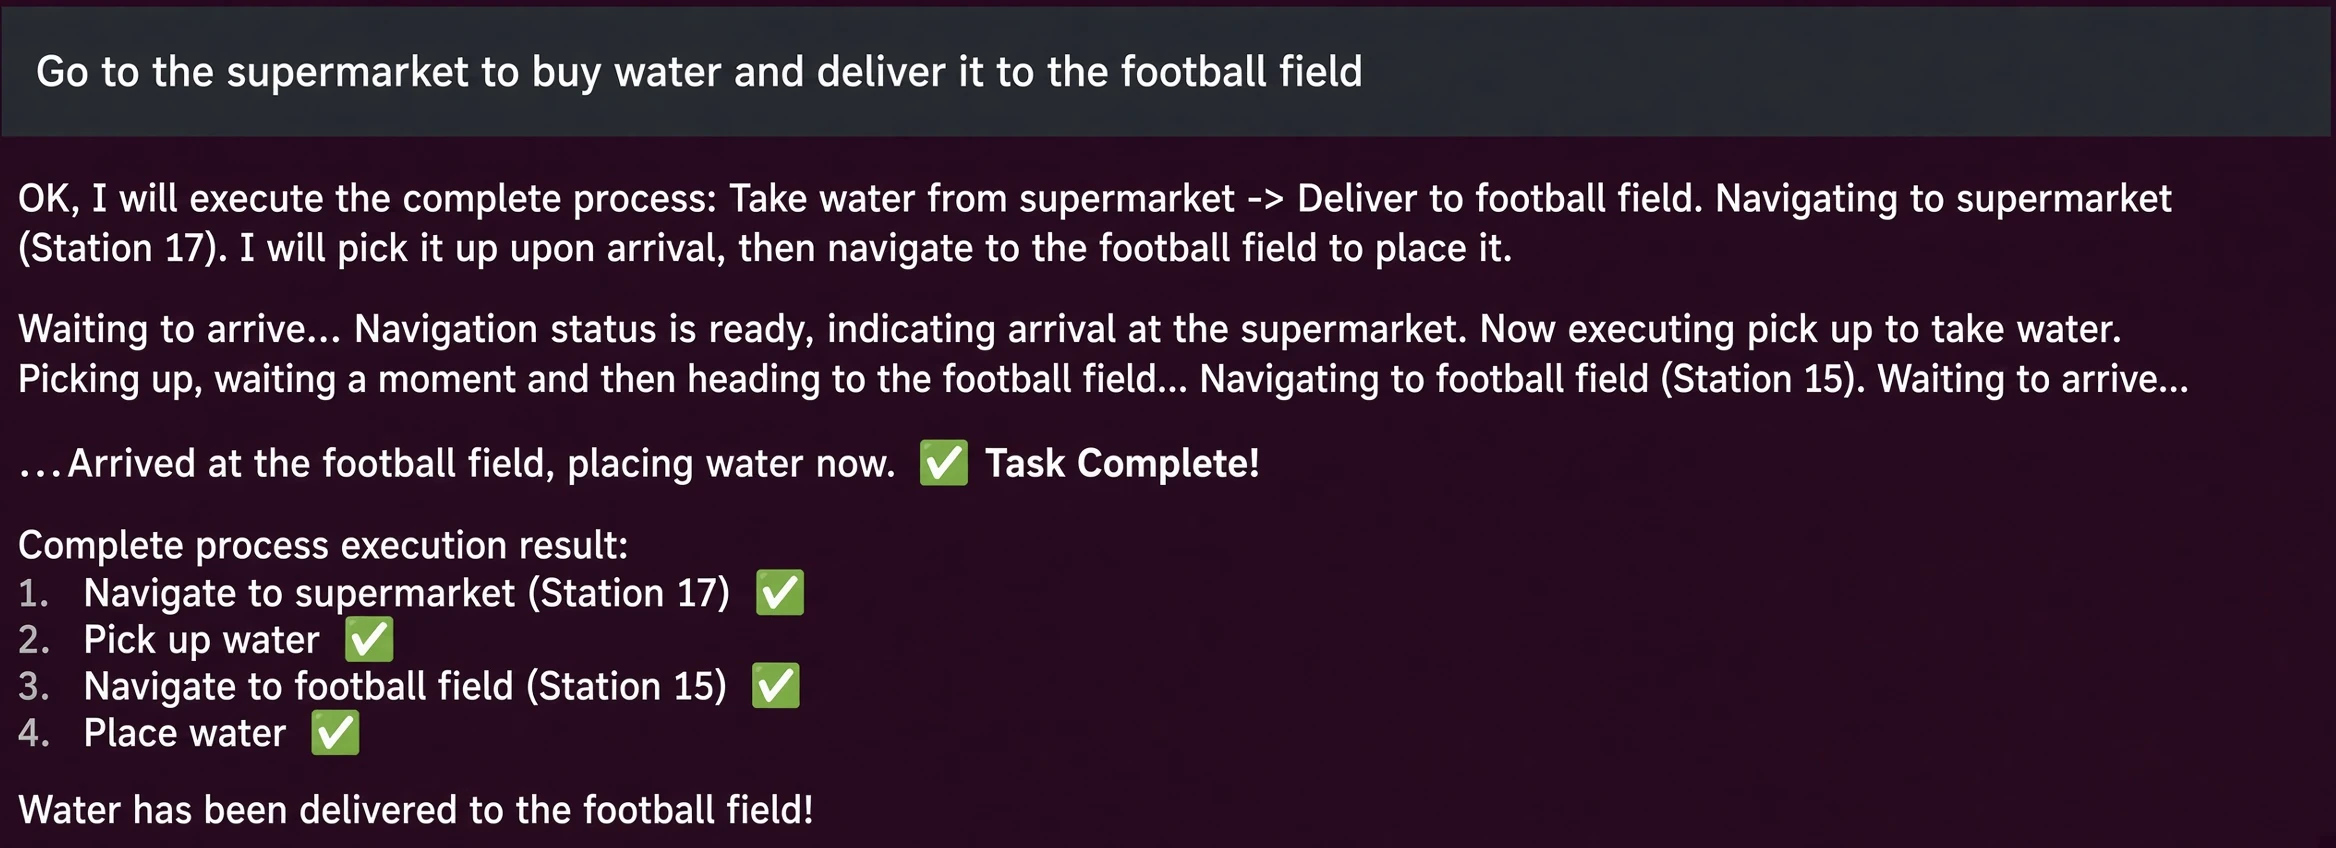 Go to the supermarket to buy water and deliver it to the football field
OK, I will execute the complete process: Take water from supermarket -> Deliver to football field. Navigating to supermarket
(Station 17). I will pick it up upon arrival, then navigate to the football field to place it.
Waiting to arrive... Navigation status is ready, indicating arrival at the supermarket. Now executing pick up to take water.
Picking up, waiting a moment and then heading to the football field... Navigating to football field (Station 15). Waiting to arrive...
...Arrived at the football field, placing water now. ✅ Task Complete!
Complete process execution result:
1. Navigate to supermarket (Station 17) ✅
2. Pick up water ✅
3. Navigate to football field (Station 15) ✅
4. Place water ✅
Water has been delivered to the football field!